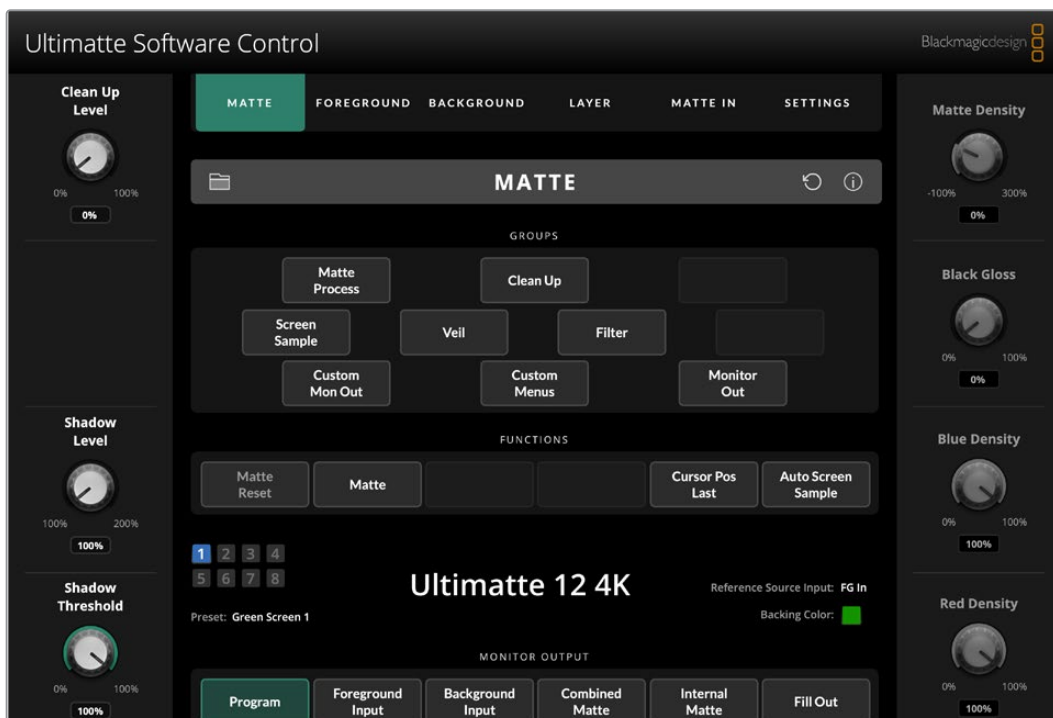 Ultimatte Software Control
Blackmagicdesign
Clean Up
Level
0% 100%
0%
Shadow
Level
100% 200%
100%
Shadow
Threshold
0% 100%
100%
MATTE FOREGROUND BACKGROUND LAYER MATTE IN SETTINGS
MATTE
GROUPS
Matte
Process
Clean Up
Screen
Sample
Veil
Filter
Custom
Mon Out
Custom
Menus
Monitor
Out
FUNCTIONS
Matte
Reset
Matte
Cursor Pos
Last
Auto Screen
Sample
1 2 3 4
5 6 7 8
Preset: Green Screen 1
Ultimatte 12 4K
Reference Source Input: FG In
Backing Color:
MONITOR OUTPUT
Program
Foreground
Input
Background
Input
Combined
Matte
Internal
Matte
Fill Out
Matte Density
-100% 300%
0%
Black Gloss
0% 100%
0%
Blue Density
0% 100%
100%
Red Density
0% 100%
100%